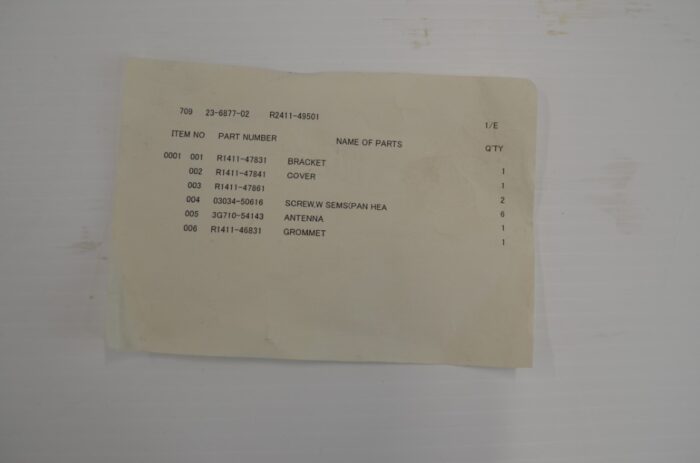 709 23-6877-02 R2411-49501 1/E
ITEM NO PART NUMBER NAME OF PARTS Q'TY
0001 001 R1411-47831 BRACKET 1
002 R1411-47841 COVER 1
003 R1411-47861 2
004 03034-50616 SCREW,W SEMS(PAN HEA 6
005 3G710-54143 ANTENNA 1
006 R1411-46831 GROMMET 1